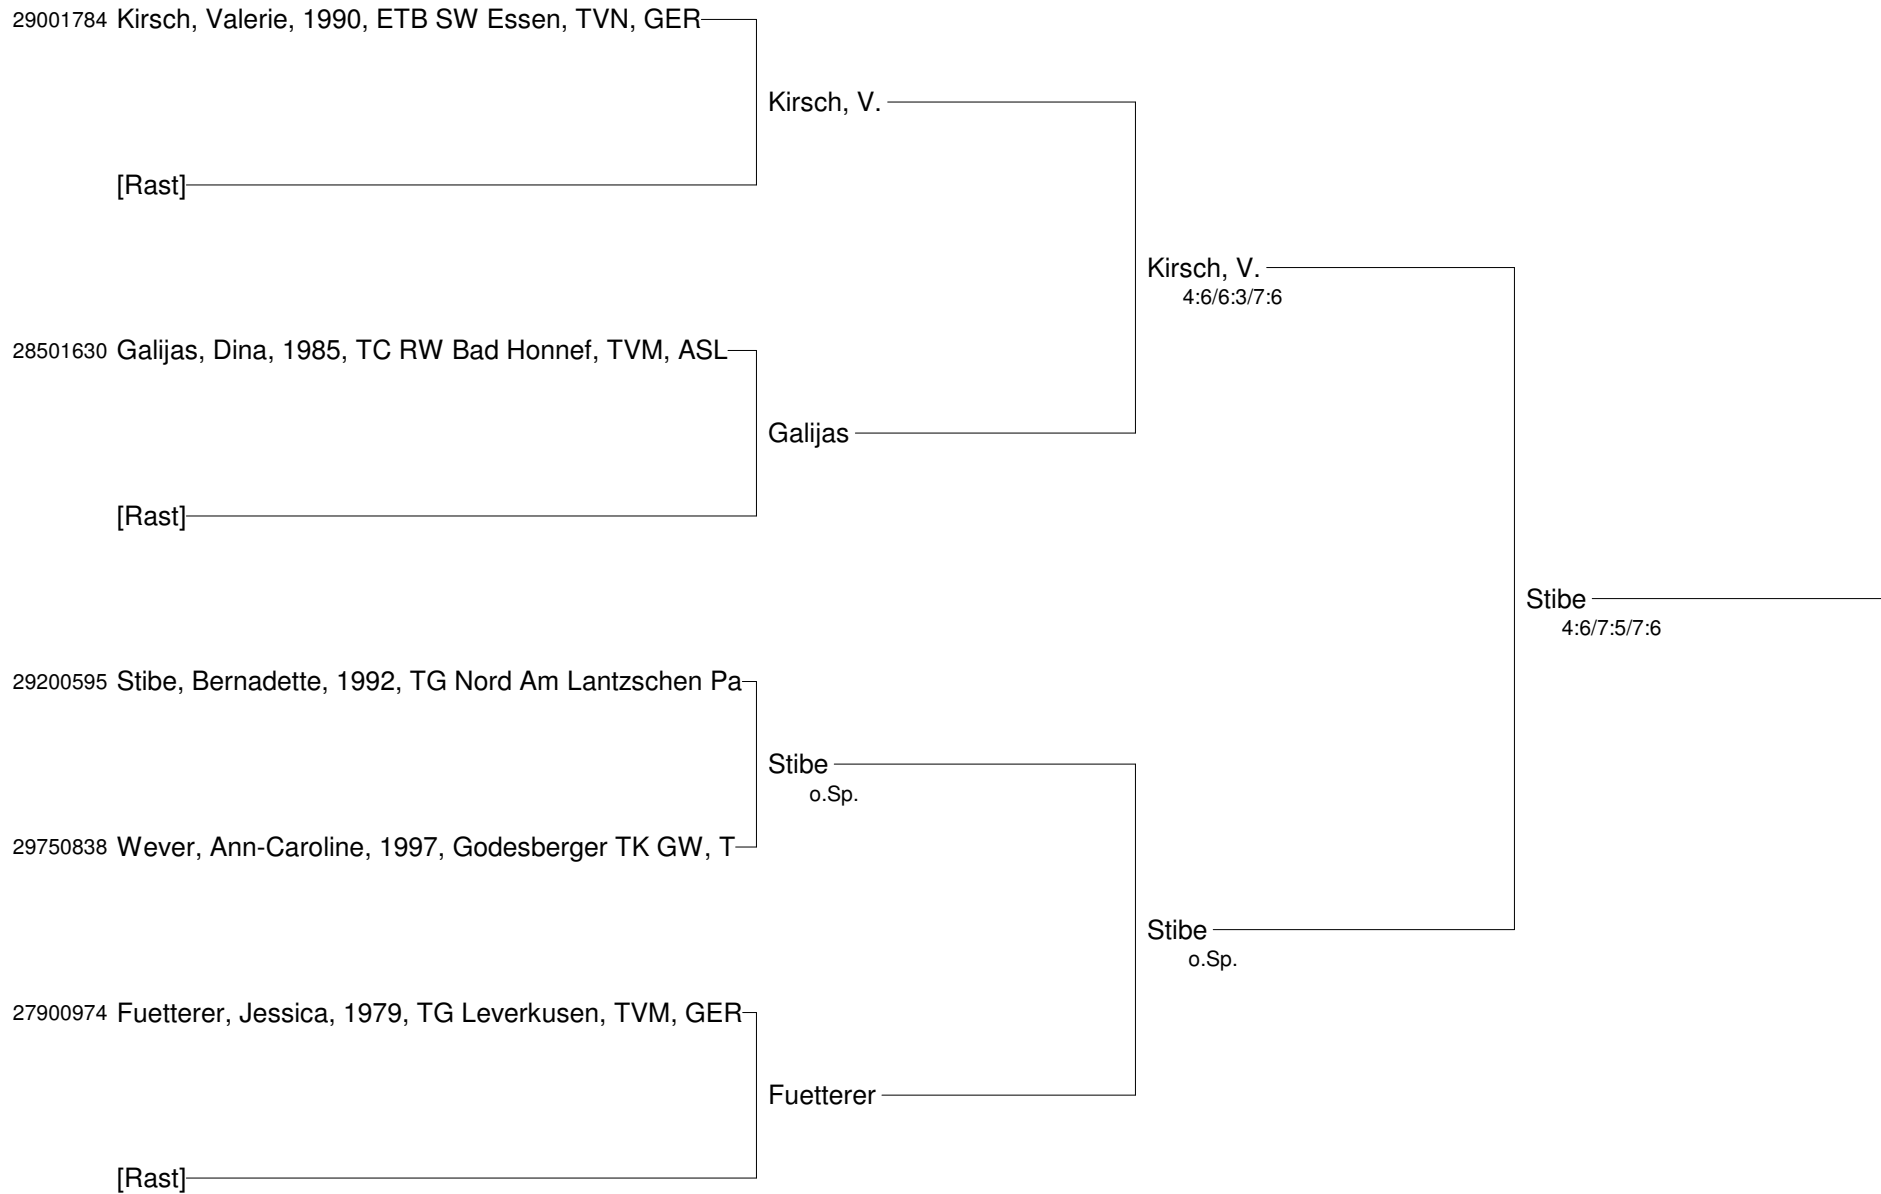 29001784 Kirsch, Valerie, 1990, ETB SW Essen, TVN, GER
Kirsch, V.
[Rast]
Kirsch, V.
4:6/6:3/7:6
28501630 Galijas, Dina, 1985, TC RW Bad Honnef, TVM, ASL
Galijas
[Rast]
Stibe
4:6/7:5/7:6
29200595 Stibe, Bernadette, 1992, TG Nord Am Lantzschen Pa
Stibe
o.Sp.
29750838 Wever, Ann-Caroline, 1997, Godesberger TK GW, T
Stibe
o.Sp.
27900974 Fuetterer, Jessica, 1979, TG Leverkusen, TVM, GER
Fuetterer
[Rast]